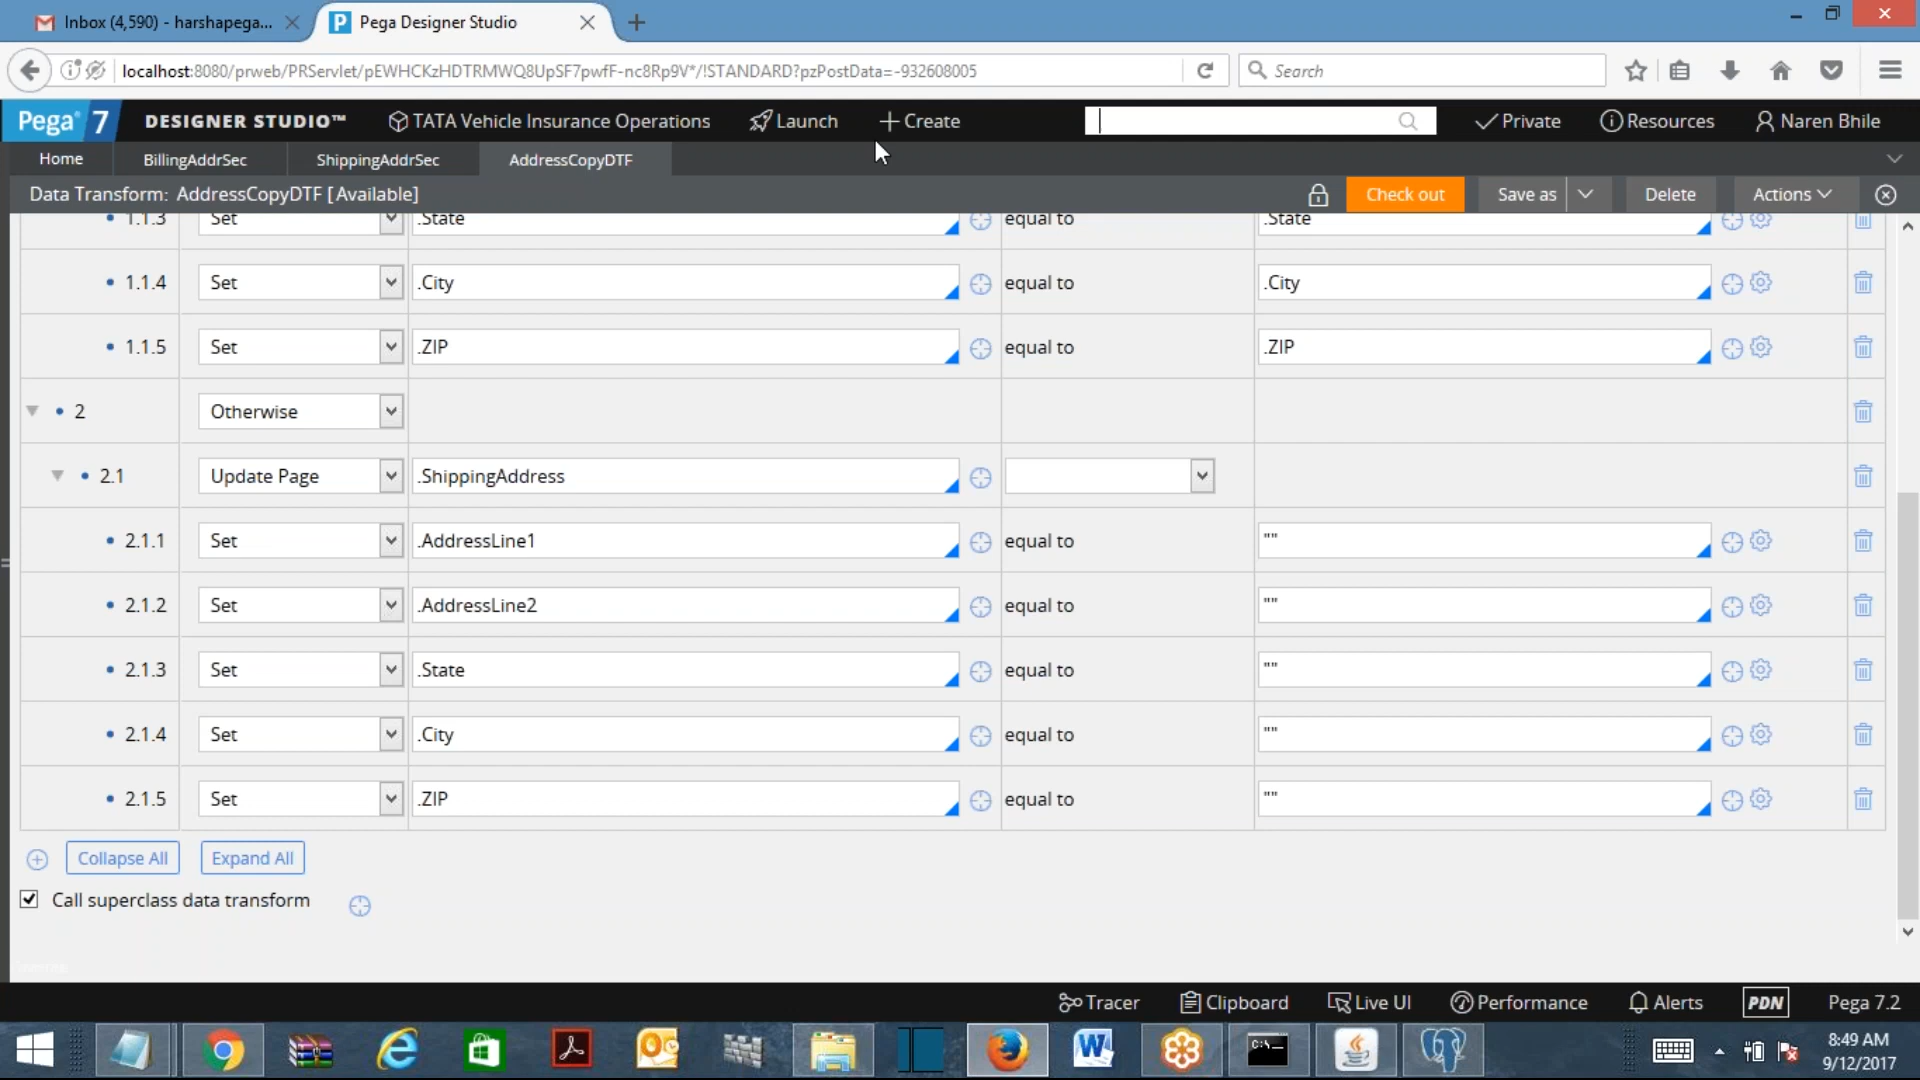 Inbox (4,590) - harshapega...
Pega Designer Studio
localhost:8080/prweb/PRServlet/pEWHCKzHDTRMWQ8UpSF7pwfF-nc8Rp9V*/!STANDARD?pzPostData=-932608005
Search
Pega 7 DESIGNER STUDIO™ TATA Vehicle Insurance Operations Launch Create Private Resources Naren Bhile
Home BillingAddrSec ShippingAddrSec AddressCopyDTF
Data Transform: AddressCopyDTF [Available] Check out Save as Delete Actions
1.1.3 Set .State equal to .State
1.1.4 Set .City equal to .City
1.1.5 Set .ZIP equal to .ZIP
2 Otherwise
2.1 Update Page .ShippingAddress
2.1.1 Set .AddressLine1 equal to ""
2.1.2 Set .AddressLine2 equal to ""
2.1.3 Set .State equal to ""
2.1.4 Set .City equal to ""
2.1.5 Set .ZIP equal to ""
Collapse All Expand All
Call superclass data transform
Tracer Clipboard Live UI Performance Alerts PDN Pega 7.2
8:49 AM
9/12/2017